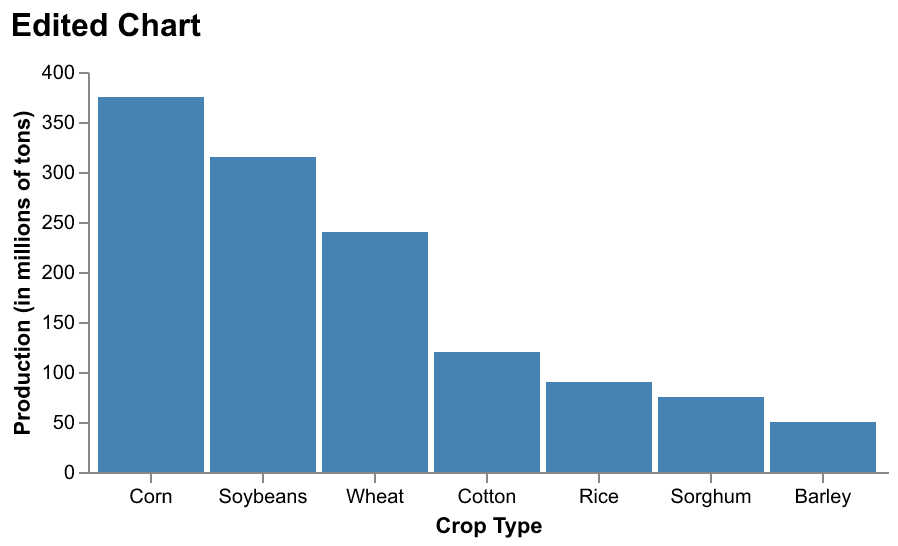 Edited Chart
Production (in millions of tons)
400
350
300
250
200
150
100
50
0
Corn Soybeans Wheat Cotton Rice Sorghum Barley
Crop Type